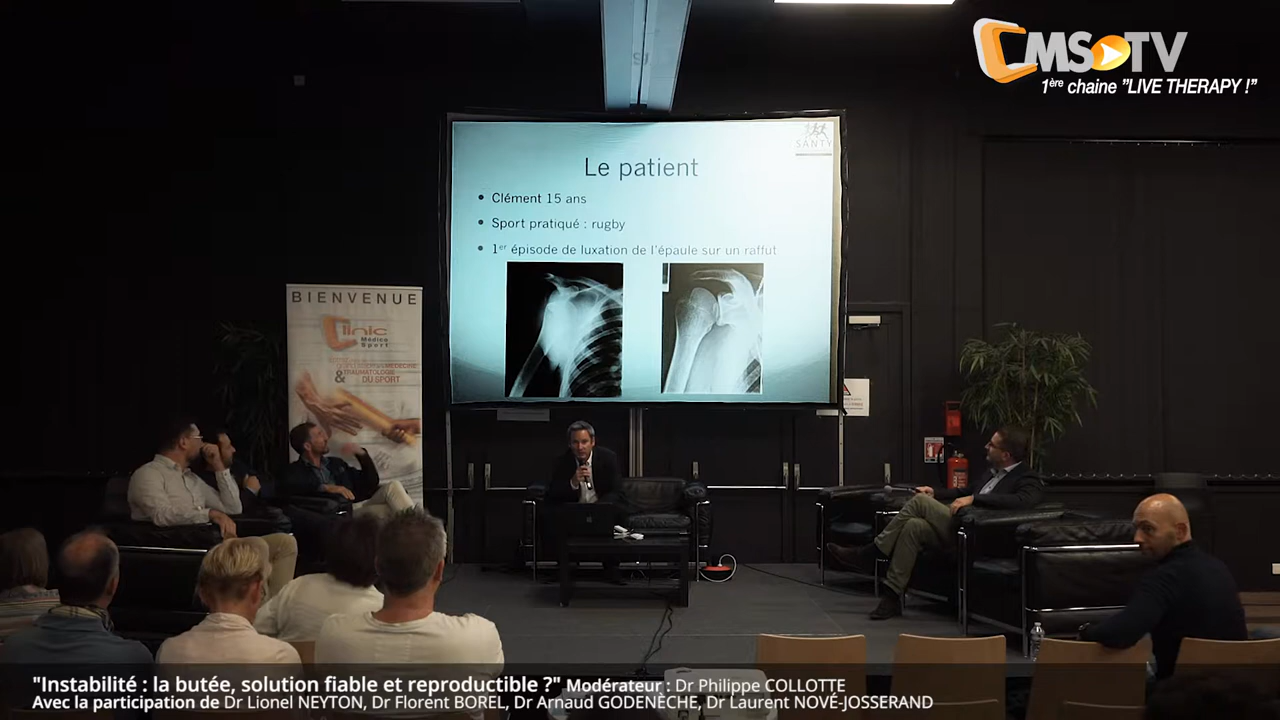 CMS TV
1ère chaine "LIVE THERAPY !"
SANTY
Le patient
• Clément 15 ans
• Sport pratiqué : rugby
• 1er épisode de luxation de l'épaule sur un raffut
BIENVENUE
Clinic
Médico
Sport
& TRAUMATOLOGIE
DU SPORT
"Instabilité : la butée, solution fiable et reproductible ?" Modérateur : Dr Philippe COLLOTTE
Avec la participation de Dr Lionel NEYTON, Dr Florent BOREL, Dr Arnaud GODENÈCHE, Dr Laurent NOVÉ-JOSSERAND